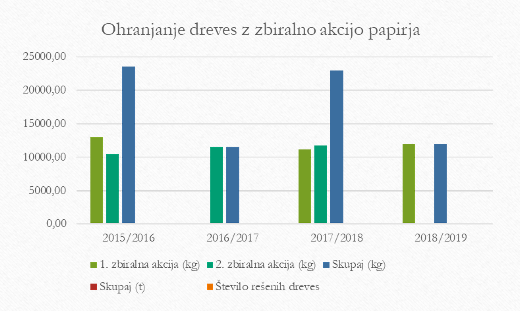 Ohranjanje dreves z zbiralno akcijo papirja
25000,00
20000,00
15000,00
10000,00
5000,00
0,00
2015/2016 2016/2017 2017/2018 2018/2019
1. zbiralna akcija (kg) 2. zbiralna akcija (kg) Skupaj (kg)
Skupaj (t) Število rešenih dreves